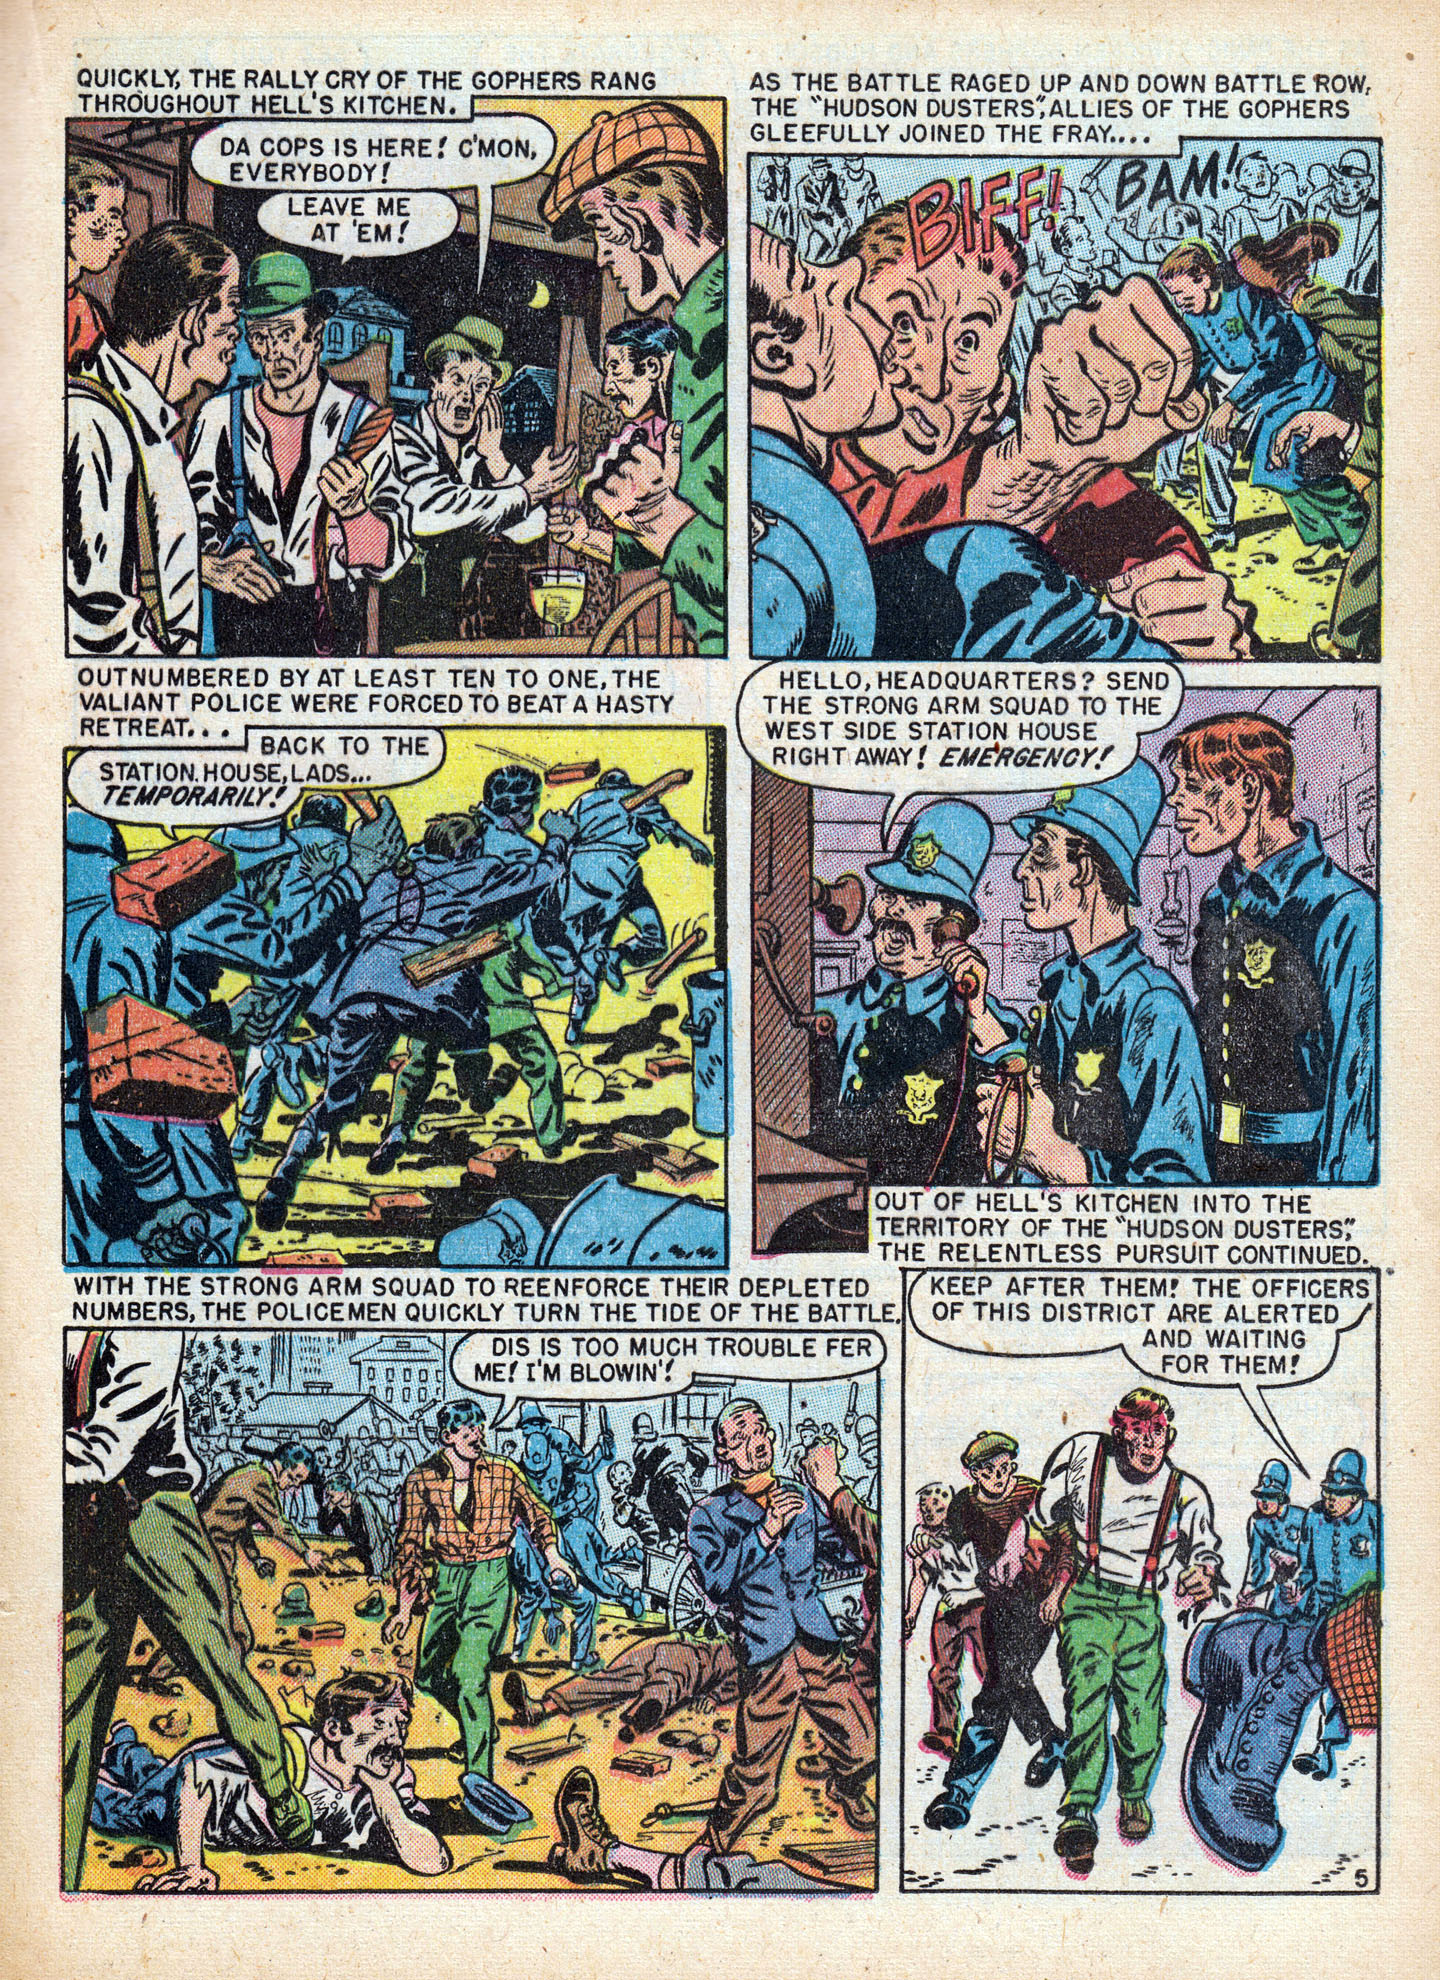 QUICKLY, THE RALLY CRY OF THE GOPHERS RANG
THROUGHOUT HELL'S KITCHEN.
DA COPS IS HERE! C'MON,
EVERYBODY!
LEAVE ME
AT 'EM!
AS THE BATTLE RAGED UP AND DOWN BATTLE ROW,
THE "HUDSON DUSTERS", ALLIES OF THE GOPHERS
GLEEFULLY JOINED THE FRAY....
BIFF!
BAM!
OUTNUMBERED BY AT LEAST TEN TO ONE, THE
VALIANT POLICE WERE FORCED TO BEAT A HASTY
RETREAT...
BACK TO THE
STATION HOUSE, LADS...
TEMPORARILY!
HELLO, HEADQUARTERS? SEND
THE STRONG ARM SQUAD TO THE
WEST SIDE STATION HOUSE
RIGHT AWAY! EMERGENCY!
WITH THE STRONG ARM SQUAD TO REENFORCE THEIR DEPLETED
NUMBERS, THE POLICEMEN QUICKLY TURN THE TIDE OF THE BATTLE.
DIS IS TOO MUCH TROUBLE FER
ME! I'M BLOWIN'!
OUT OF HELL'S KITCHEN INTO THE
TERRITORY OF THE "HUDSON DUSTERS",
THE RELENTLESS PURSUIT CONTINUED.
KEEP AFTER THEM! THE OFFICERS
OF THIS DISTRICT ARE ALERTED
AND WAITING
FOR THEM!
5